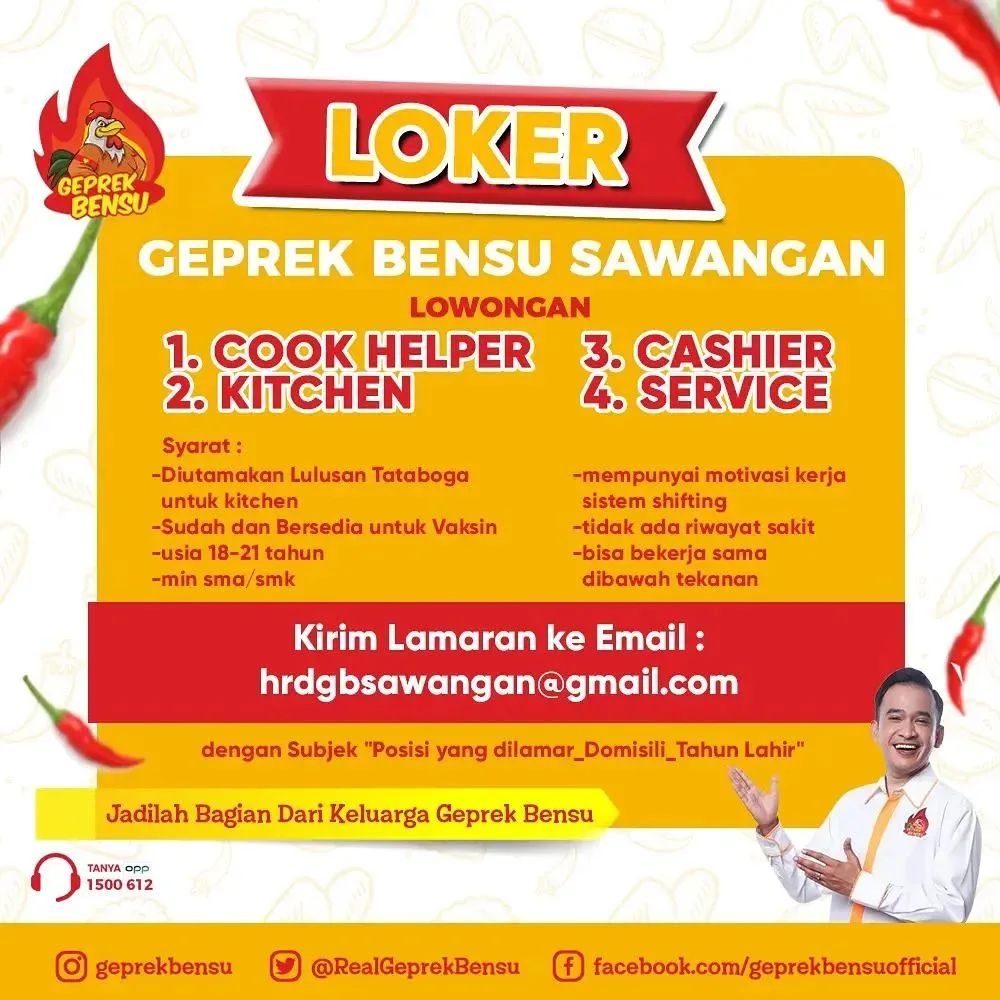 GEPREK
BENSU
LOKER
GEPREK BENSU SAWANGAN
LOWONGAN
1. COOK HELPER
2. KITCHEN
3. CASHIER
4. SERVICE
Syarat :
-Diutamakan Lulusan Tataboga
untuk kitchen
-Sudah dan Bersedia untuk Vaksin
-usia 18-21 tahun
-min sma/smk
-mempunyai motivasi kerja
sistem shifting
-tidak ada riwayat sakit
-bisa bekerja sama
dibawah tekanan
Kirim Lamaran ke Email :
hrdgbsawangan@gmail.com
dengan Subjek "Posisi yang dilamar_Domisili_Tahun Lahir"
Jadilah Bagian Dari Keluarga Geprek Bensu
TANYA opp
1500 612
geprekbensu
@RealGeprekBensu
facebook.com/geprekbensuofficial